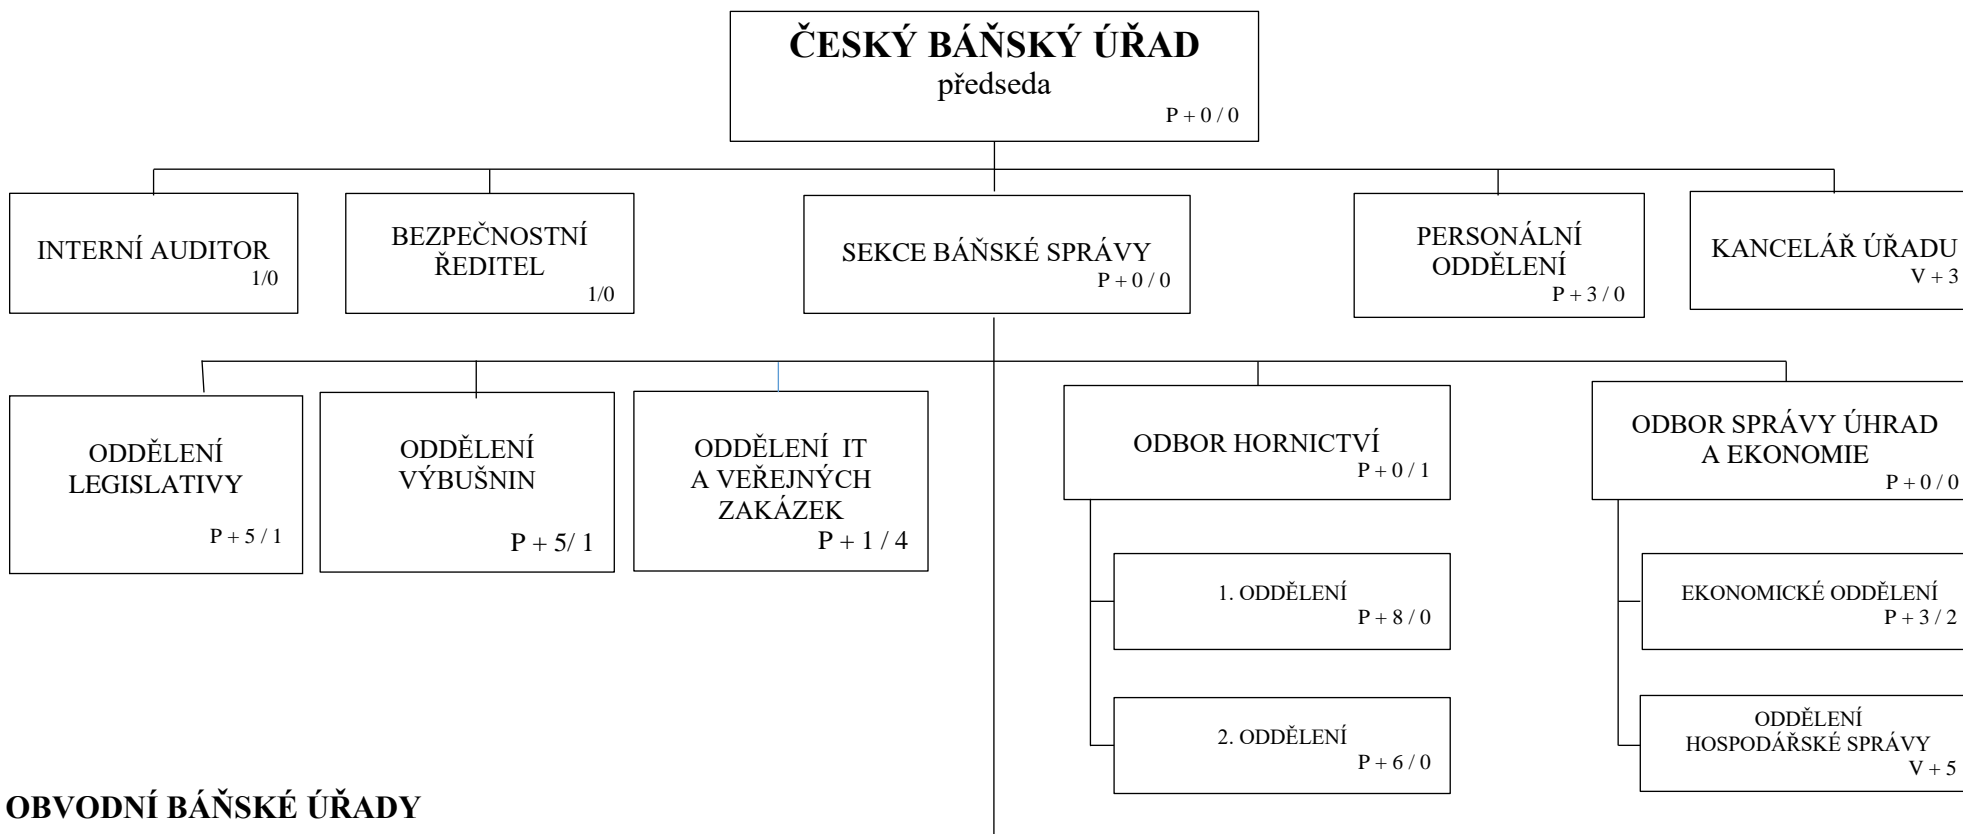 ČESKÝ BÁŇSKÝ ÚŘAD
předseda
P + 0 / 0
INTERNÍ AUDITOR
1/0
BEZPEČNOSTNÍ
ŘEDITEL
1/0
SEKCE BÁŇSKÉ SPRÁVY
P + 0 / 0
PERSONÁLNÍ
ODDĚLENÍ
P + 3 / 0
KANCELÁŘ ÚŘADU
V + 3
ODDĚLENÍ
LEGISLATIVY
P + 5 / 1
ODDĚLENÍ
VÝBUŠNIN
P + 5/ 1
ODDĚLENÍ IT
A VEŘEJNÝCH
ZAKÁZEK
P + 1 / 4
ODBOR HORNICTVÍ
P + 0 / 1
ODBOR SPRÁVY ÚHRAD
A EKONOMIE
P + 0 / 0
1. ODDĚLENÍ
P + 8 / 0
EKONOMICKÉ ODDĚLENÍ
P + 3 / 2
2. ODDĚLENÍ
P + 6 / 0
ODDĚLENÍ
HOSPODÁŘSKÉ SPRÁVY
V + 5
OBVODNÍ BÁŇSKÉ ÚŘADY